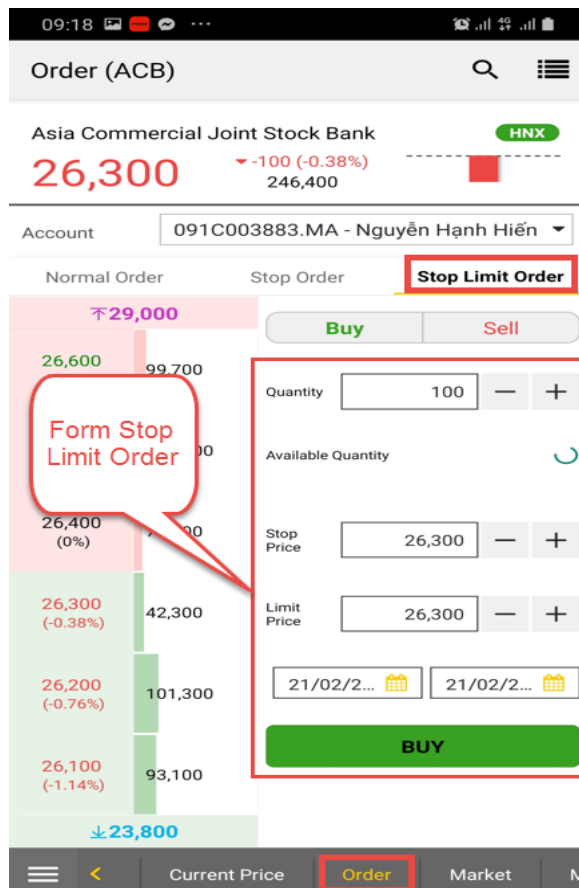 09:18
4G
Order (ACB)
Asia Commercial Joint Stock Bank
HNX
26,300
-100 (-0.38%)
246,400
Account
091C003883.MA - Nguyễn Hạnh Hiến
Normal Order
Stop Order
Stop Limit Order
29,000
Buy
Sell
26,600
99,700
Quantity
100
Form Stop
Limit Order
Available Quantity
26,400
(0%)
Stop
Price
26,300
26,300
(-0.38%)
42,300
Limit
Price
26,300
26,200
(-0.76%)
101,300
21/02/2...
21/02/2...
BUY
26,100
(-1.14%)
93,100
23,800
Current Price
Order
Market